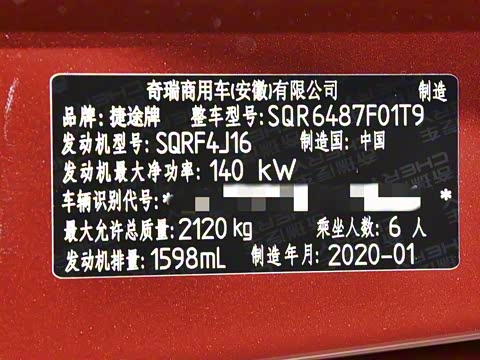 奇瑞商用车(安徽)有限公司 制造
品牌:捷途牌 整车型号:SQR6487F01T9
发动机型号:SQRF4J16 制造国:中国
发动机最大净功率:140 kW
车辆识别代号:* *
最大允许总质量:2120kg 乘坐人数:6 人
发动机排量:1598mL 制造年月:2020-01